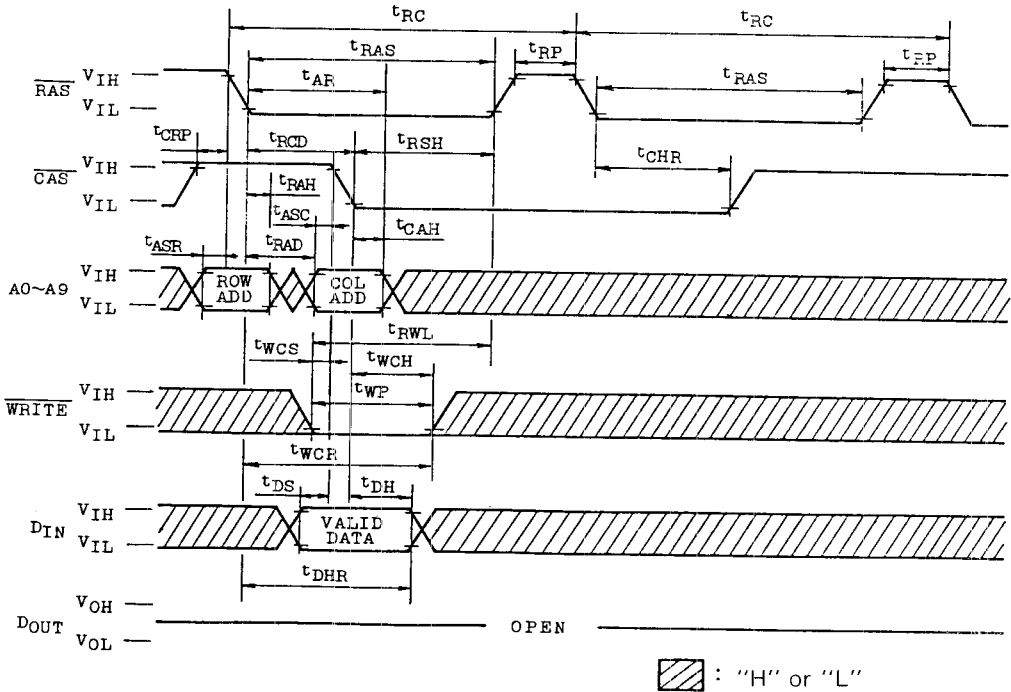 tRC tRC
tRAS tRP tRP
tAR tRAS
RAS VIH
VIL
tCRP tRCD tRSH
tCHR
CAS VIH
VIL
tRAH
tASC tCAH
tASR tRAD
A0~A9 VIH
VIL
ROW ADD
COL ADD
tRWL
tWCS tWCH
tWP
WRITE VIH
VIL
tWCR
tDS tDH
DIN VIH
VIL
VALID DATA
tDHR
DOUT VOH
VOL
OPEN
: "H" or "L"